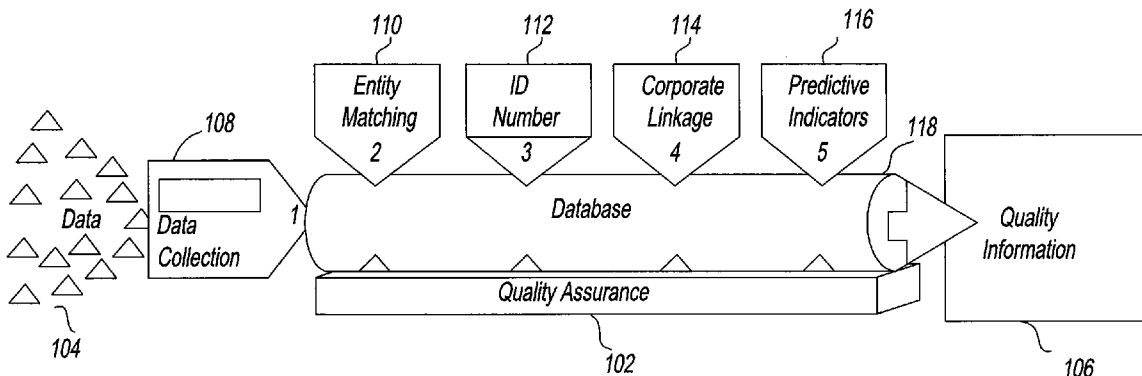 110
112
114
116
Entity
Matching
2
ID
Number
3
Corporate
Linkage
4
Predictive
Indicators
5
108
118
Data
1
Data
Collection
Database
Quality
Information
Quality Assurance
104
102
106